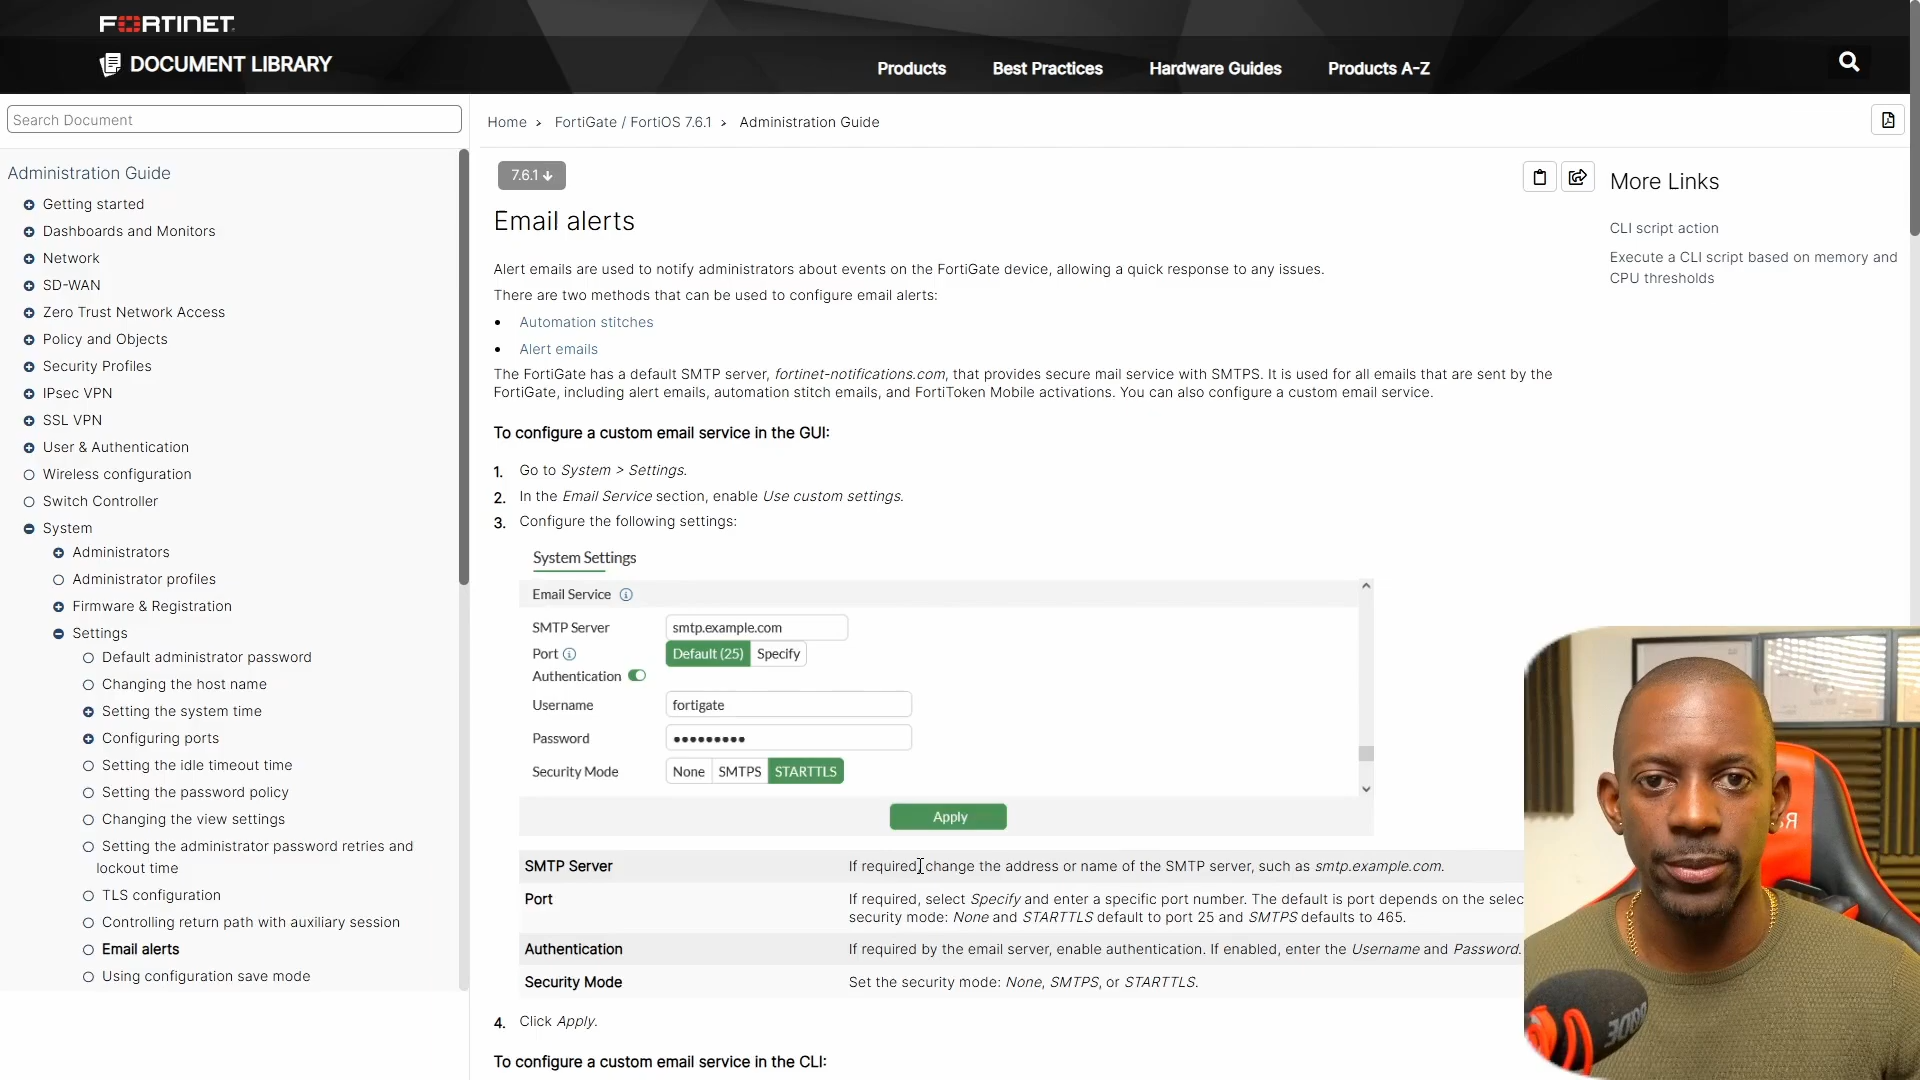 FORTINET
DOCUMENT LIBRARY
Products
Best Practices
Hardware Guides
Products A-Z
Search Document
Home › FortiGate / FortiOS 7.6.1 › Administration Guide
Administration Guide
Getting started
Dashboards and Monitors
Network
SD-WAN
Zero Trust Network Access
Policy and Objects
Security Profiles
IPsec VPN
SSL VPN
User & Authentication
Wireless configuration
Switch Controller
System
Administrators
Administrator profiles
Firmware & Registration
Settings
Default administrator password
Changing the host name
Setting the system time
Configuring ports
Setting the idle timeout time
Setting the password policy
Changing the view settings
Setting the administrator password retries and
lockout time
TLS configuration
Controlling return path with auxiliary session
Email alerts
Using configuration save mode
7.6.1
Email alerts
Alert emails are used to notify administrators about events on the FortiGate device, allowing a quick response to any issues.
There are two methods that can be used to configure email alerts:
• Automation stitches
• Alert emails
The FortiGate has a default SMTP server, fortinet-notifications.com, that provides secure mail service with SMTPS. It is used for all emails that are sent by the
FortiGate, including alert emails, automation stitch emails, and FortiToken Mobile activations. You can also configure a custom email service.
To configure a custom email service in the GUI:
1. Go to System > Settings.
2. In the Email Service section, enable Use custom settings.
3. Configure the following settings:
System Settings
Email Service
SMTP Server smtp.example.com
Port Default (25) Specify
Authentication
Username fortigate
Password
Security Mode None SMTPS STARTTLS
Apply
SMTP Server If required, change the address or name of the SMTP server, such as smtp.example.com.
Port If required, select Specify and enter a specific port number. The default is port depends on the selec
security mode: None and STARTTLS default to port 25 and SMTPS defaults to 465.
Authentication If required by the email server, enable authentication. If enabled, enter the Username and Password.
Security Mode Set the security mode: None, SMTPS, or STARTTLS.
4. Click Apply.
To configure a custom email service in the CLI:
More Links
CLI script action
Execute a CLI script based on memory and
CPU thresholds